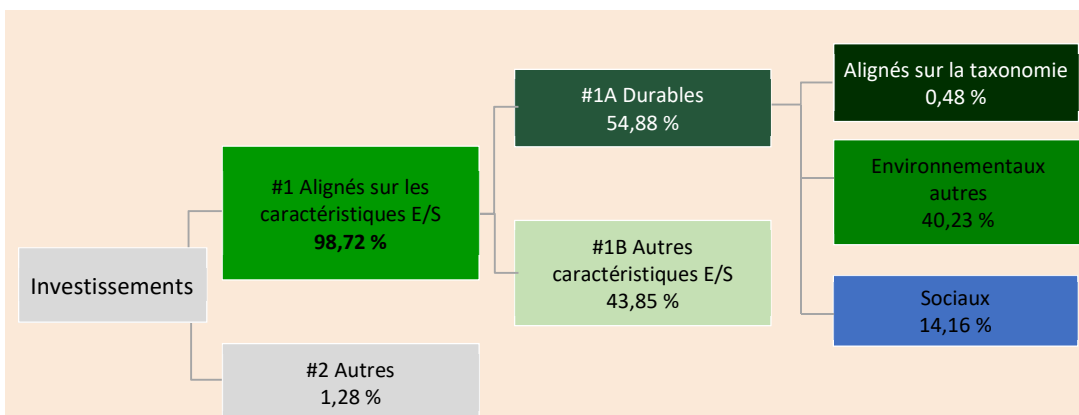 Investissements
#1 Alignés sur les
caractéristiques E/S
98,72 %
#2 Autres
1,28 %
#1A Durables
54,88 %
#1B Autres
caractéristiques E/S
43,85 %
Alignés sur la taxonomie
0,48 %
Environnementaux
autres
40,23 %
Sociaux
14,16 %